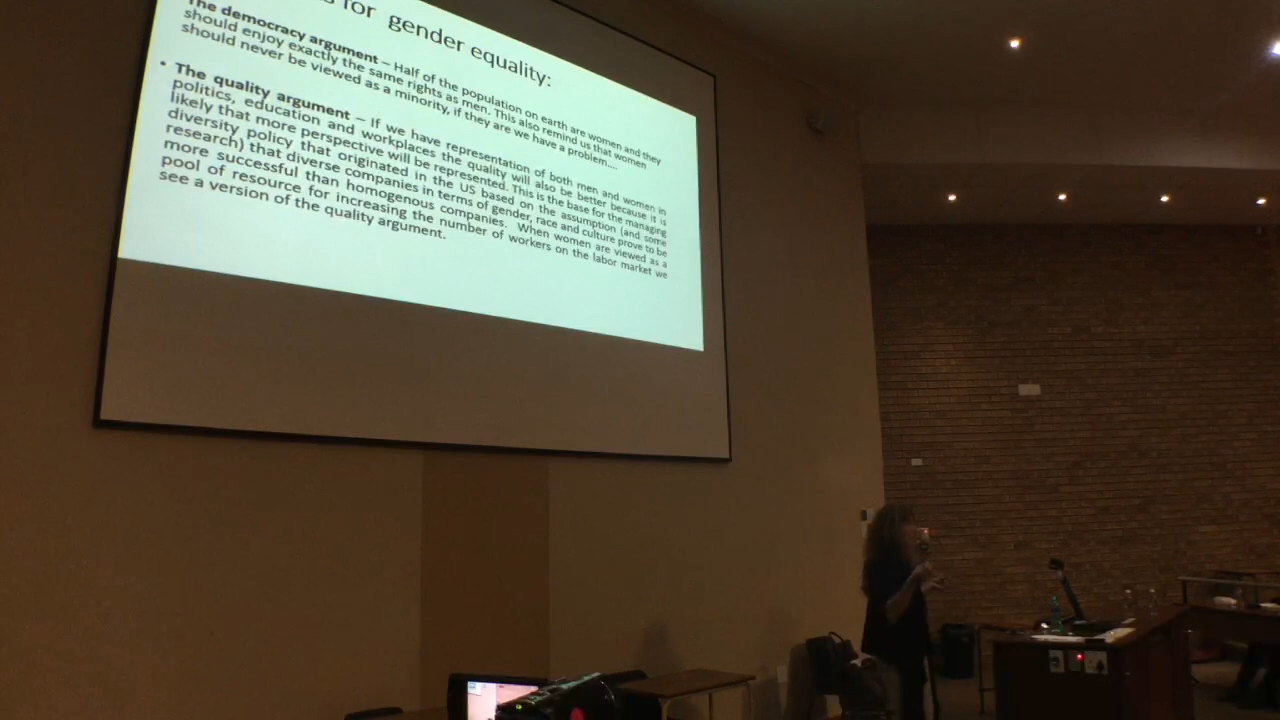 for gender equality:
The democracy argument – Half of the population on earth are women and they
should enjoy exactly the same rights as men. This also remind us that women
should never be viewed as a minority, if they are we have a problem....
• The quality argument – If we have representation of both men and women in
politics, education and workplaces the quality will also be better because it is
likely that more perspective will be represented. This is the base for the managing
diversity policy that originated in the US based on the assumption (and some
research) that diverse companies in terms of gender, race and culture prove to be
more successful than homogenous companies. When women are viewed as a
pool of resource for increasing the number of workers on the labor market we
see a version of the quality argument.